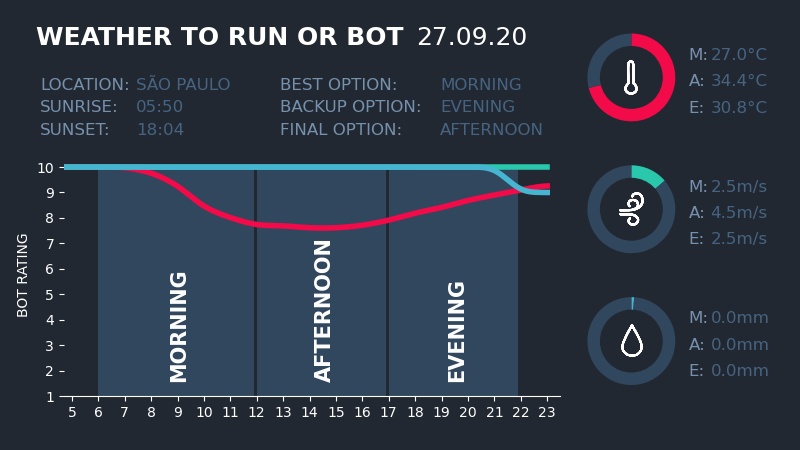 WEATHER TO RUN OR BOT 27.09.20
LOCATION: SÃO PAULO
SUNRISE: 05:50
SUNSET: 18:04
BEST OPTION: MORNING
BACKUP OPTION: EVENING
FINAL OPTION: AFTERNOON
M: 27.0°C
A: 34.4°C
E: 30.8°C
M: 2.5m/s
A: 4.5m/s
E: 2.5m/s
M: 0.0mm
A: 0.0mm
E: 0.0mm
BOT RATING
10
9
8
7
6
5
4
3
2
1
MORNING
AFTERNOON
EVENING
5 6 7 8 9 10 11 12 13 14 15 16 17 18 19 20 21 22 23